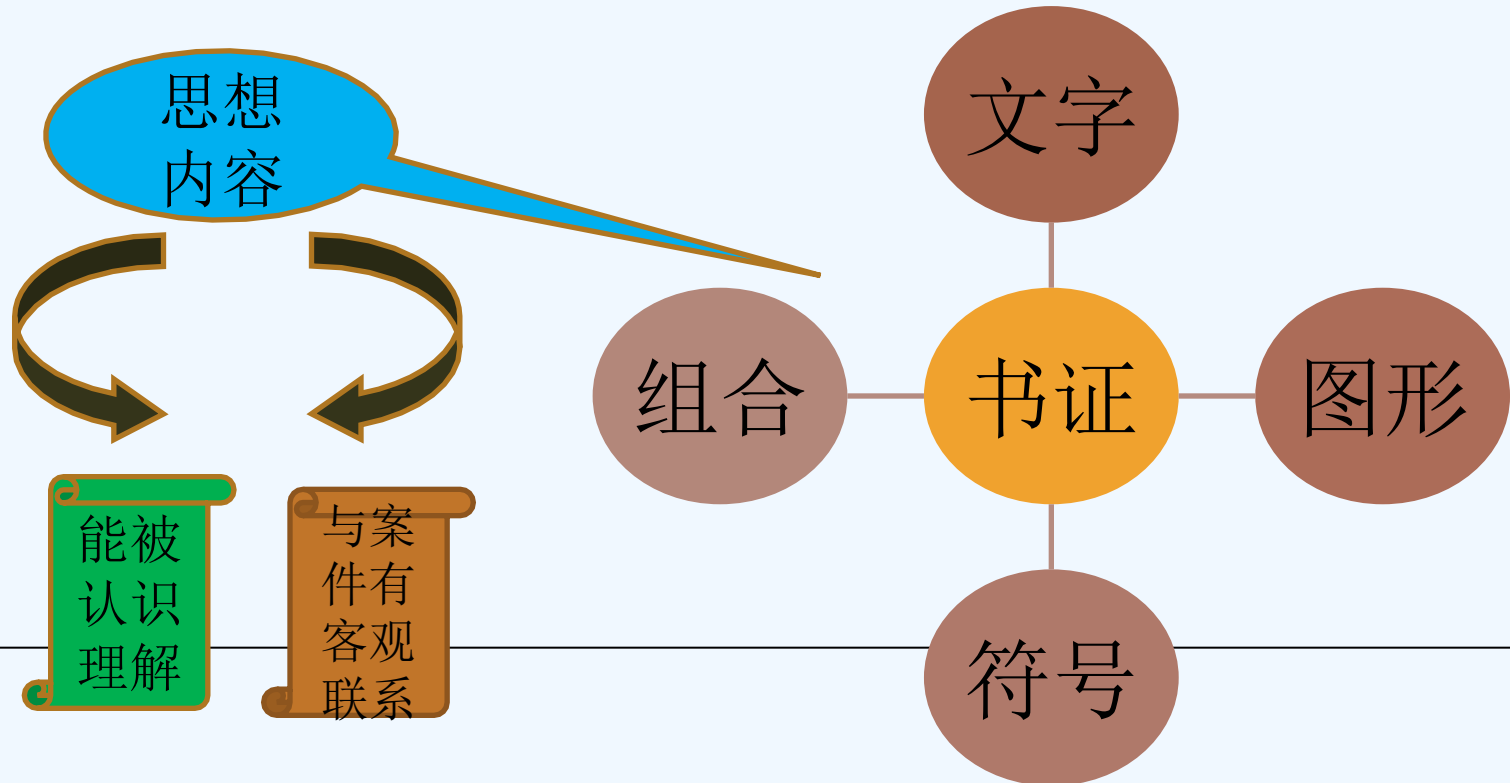 思想
内容
能被
认识
理解
与案
件有
客观
联系
文字
组合
书证
图形
符号